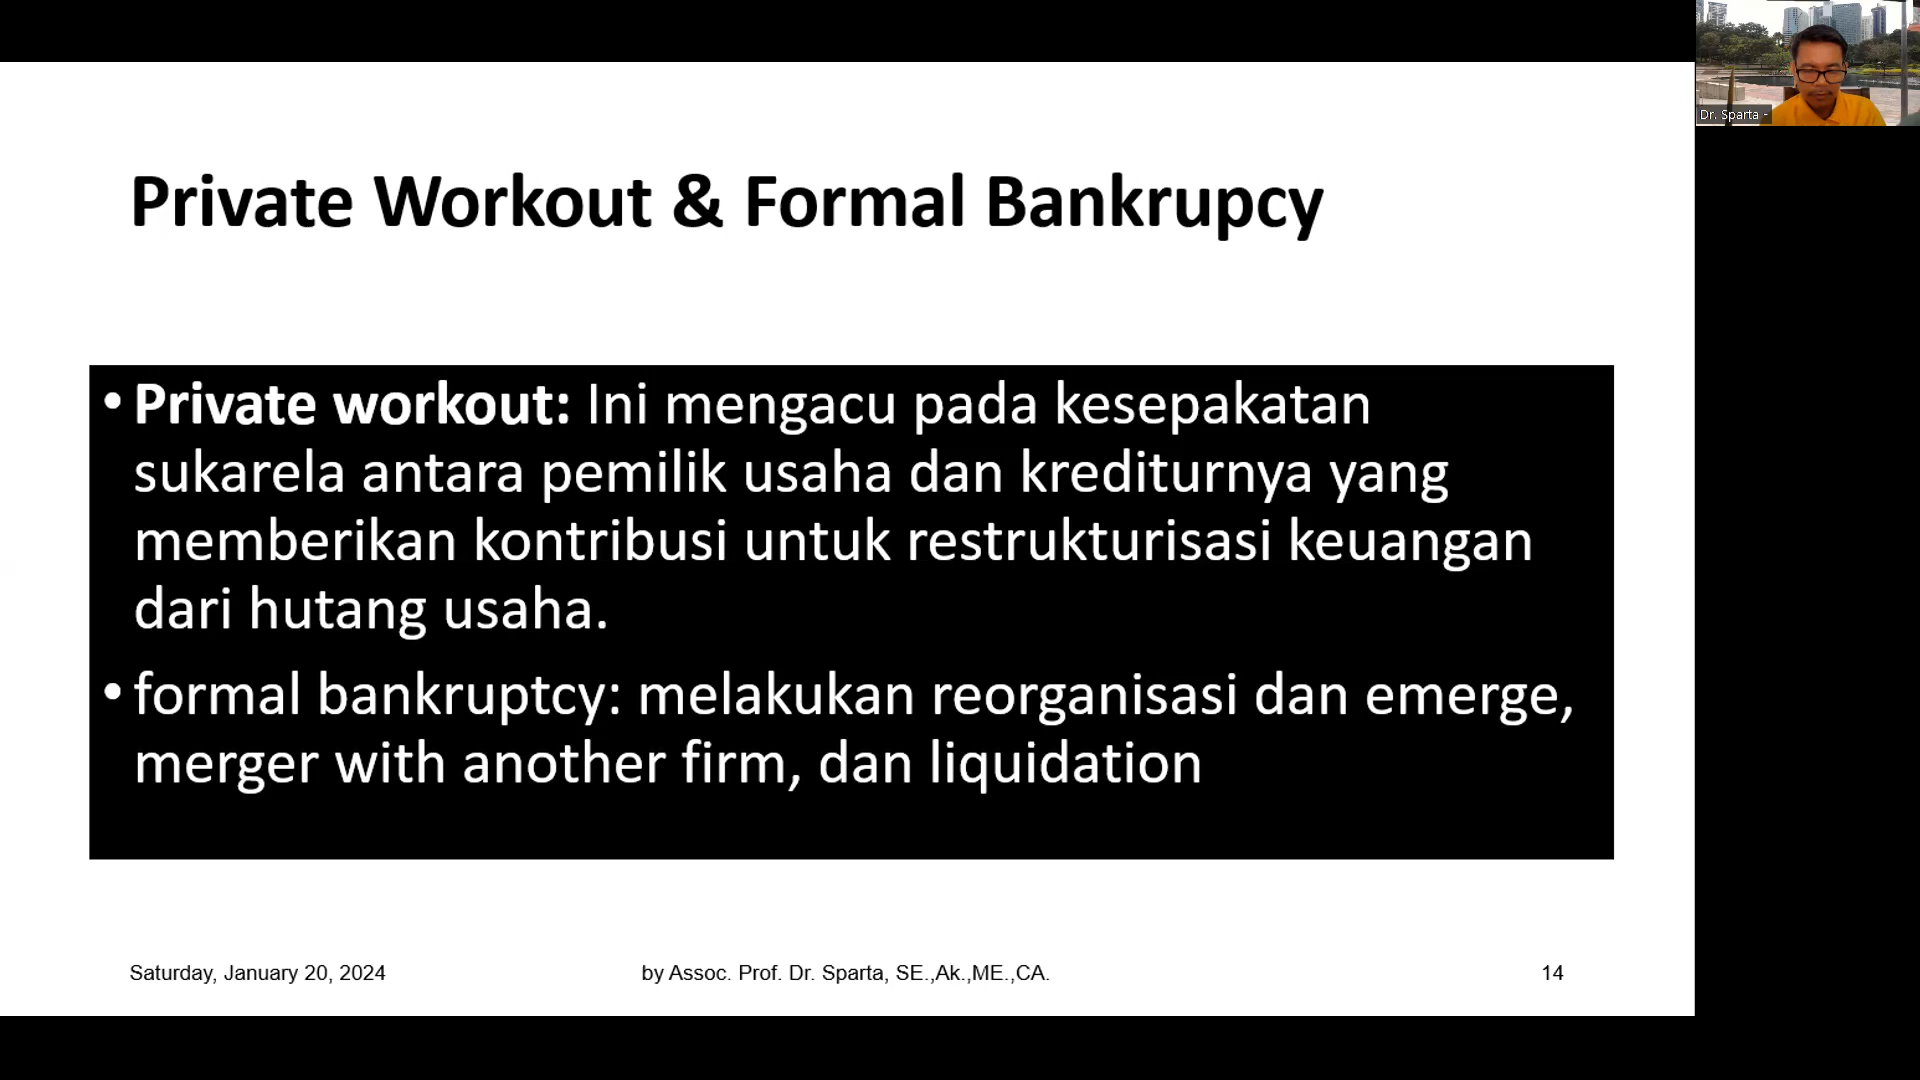 Dr. Sparta -
Private Workout & Formal Bankrupcy
• Private workout: Ini mengacu pada kesepakatan
sukarela antara pemilik usaha dan krediturnya yang
memberikan kontribusi untuk restrukturisasi keuangan
dari hutang usaha.
• formal bankruptcy: melakukan reorganisasi dan emerge,
merger with another firm, dan liquidation
Saturday, January 20, 2024
by Assoc. Prof. Dr. Sparta, SE.,Ak.,ME.,CA.
14